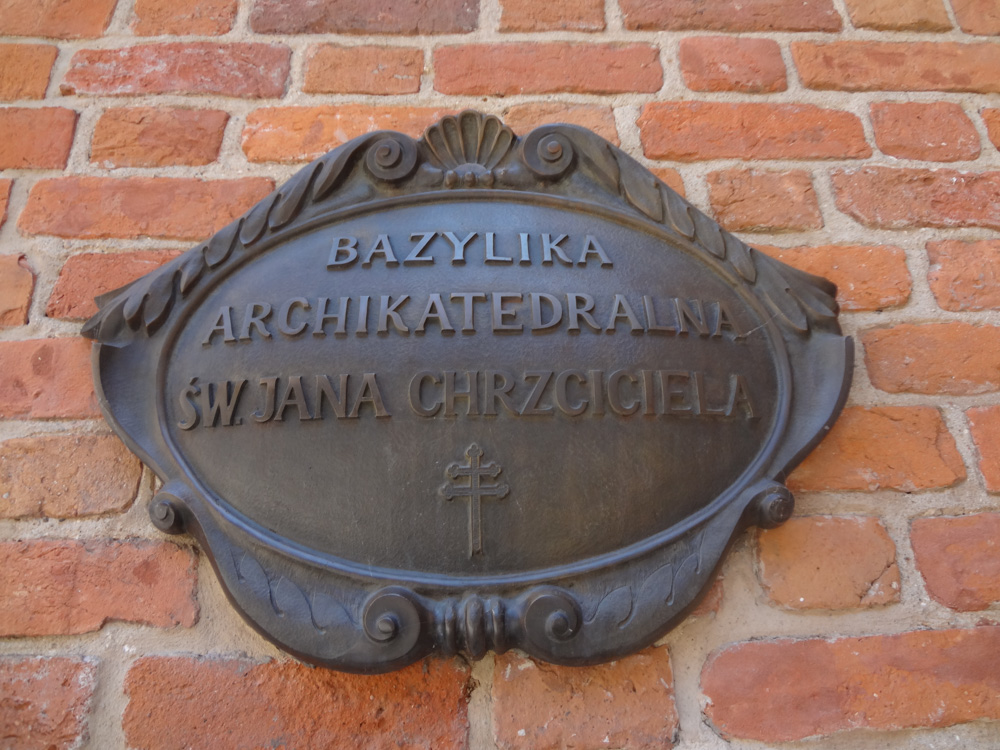 BAZYLIKA
ARCHIKATEDRALNA
ŚW. JANA CHRZCICIELA